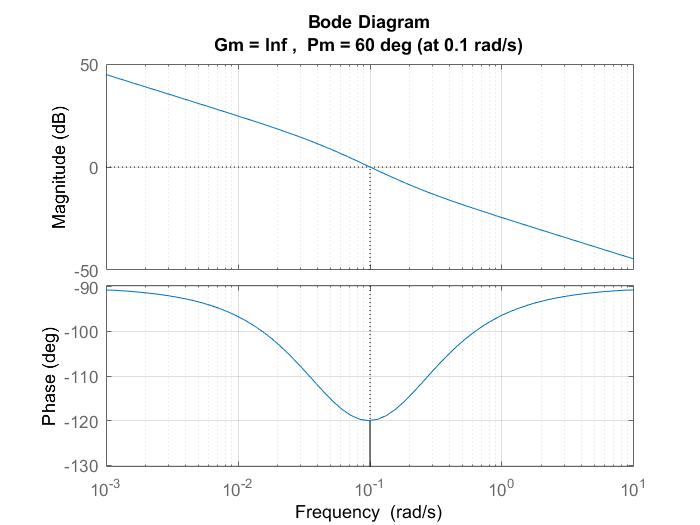 Bode Diagram
Gm = Inf ,  Pm = 60 deg (at 0.1 rad/s)
50
0
-50
Magnitude (dB)
-90
-100
-110
-120
-130
Phase (deg)
10^-3 10^-2 10^-1 10^0 10^1
Frequency  (rad/s)